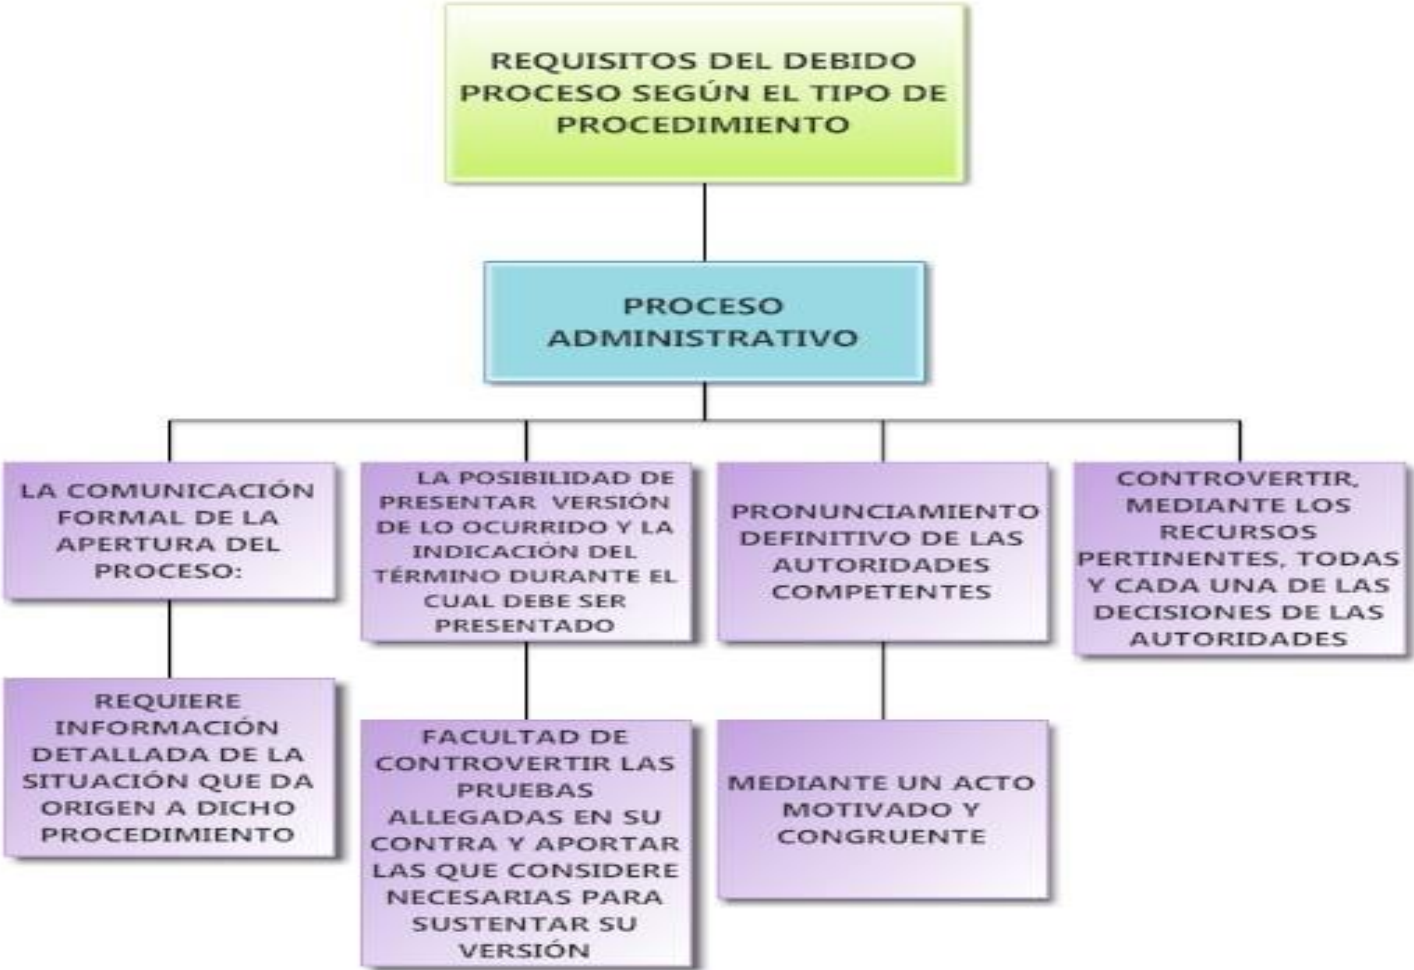 REQUISITOS DEL DEBIDO
PROCESO SEGÚN EL TIPO DE
PROCEDIMIENTO
PROCESO
ADMINISTRATIVO
LA COMUNICACIÓN
FORMAL DE LA
APERTURA DEL
PROCESO:
REQUIERE
INFORMACIÓN
DETALLADA DE LA
SITUACIÓN QUE DA
ORIGEN A DICHO
PROCEDIMIENTO
LA POSIBILIDAD DE
PRESENTAR VERSIÓN
DE LO OCURRIDO Y LA
INDICACIÓN DEL
TÉRMINO DURANTE EL
CUAL DEBE SER
PRESENTADO
FACULTAD DE
CONTROVERTIR LAS
PRUEBAS
ALLEGADAS EN SU
CONTRA Y APORTAR
LAS QUE CONSIDERE
NECESARIAS PARA
SUSTENTAR SU
VERSIÓN
PRONUNCIAMIENTO
DEFINITIVO DE LAS
AUTORIDADES
COMPETENTES
MEDIANTE UN ACTO
MOTIVADO Y
CONGRUENTE
CONTROVERTIR,
MEDIANTE LOS
RECURSOS
PERTINENTES, TODAS
Y CADA UNA DE LAS
DECISIONES DE LAS
AUTORIDADES